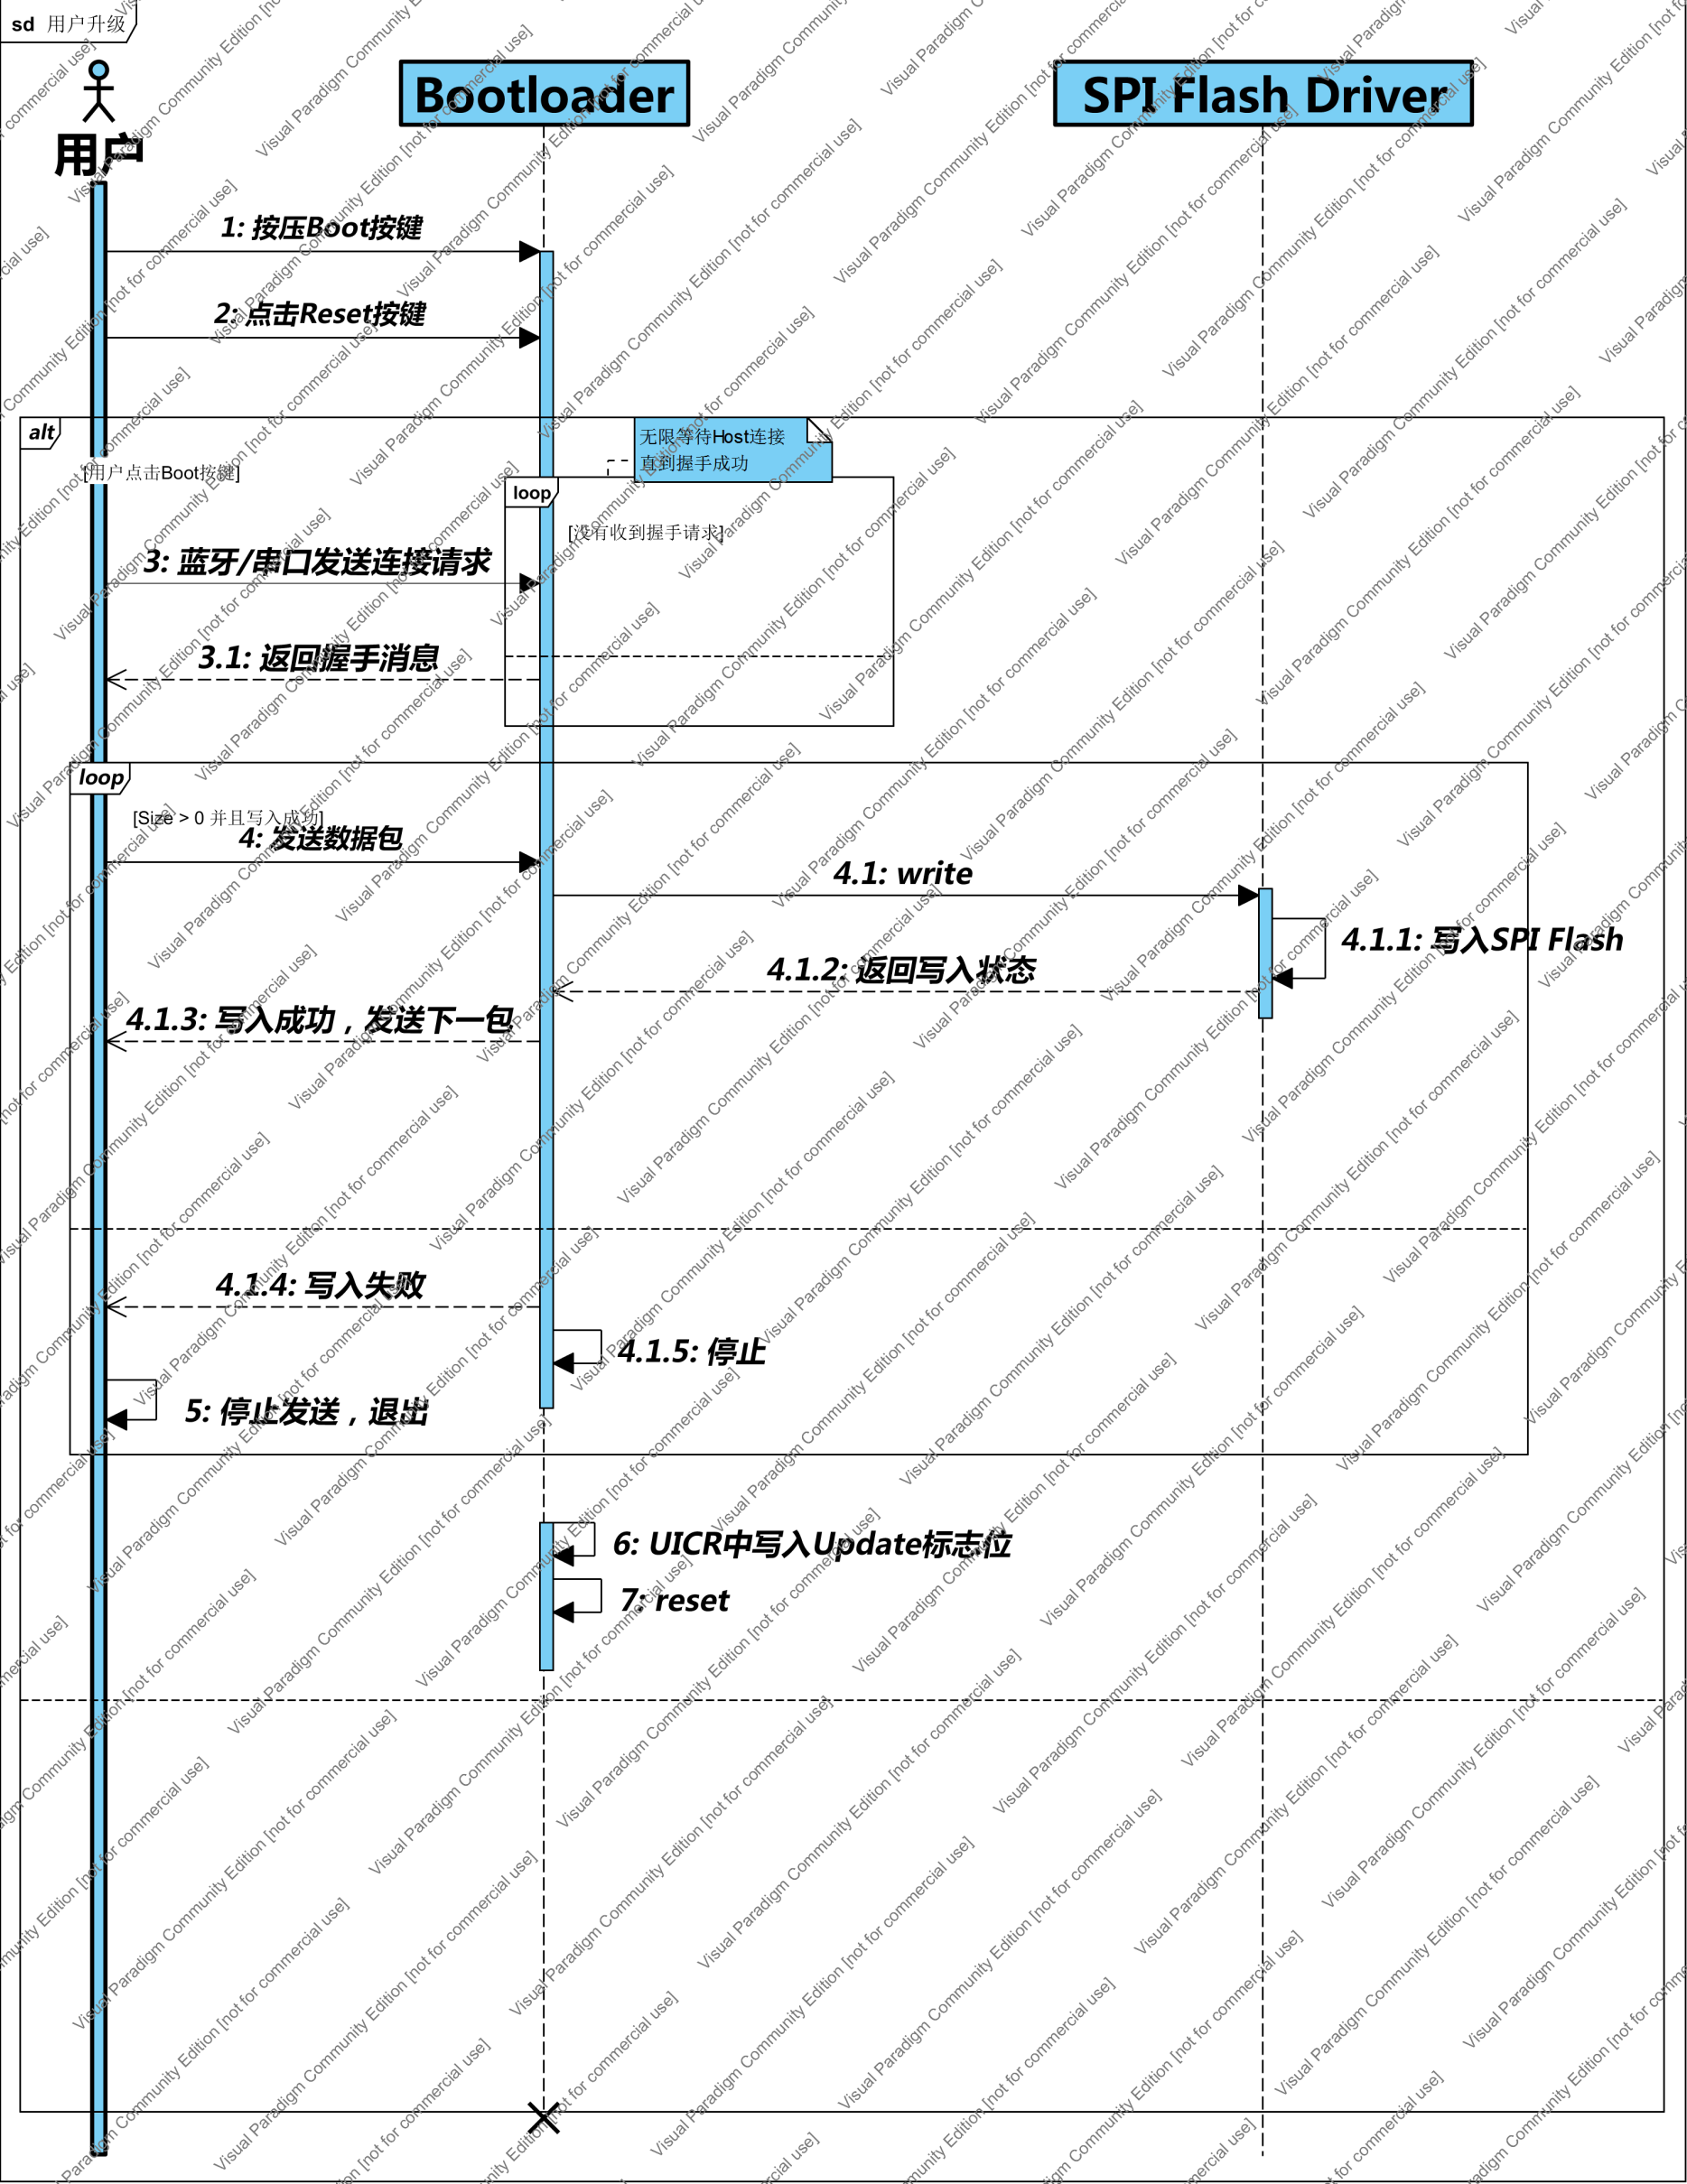 sd 用户升级
用户
Bootloader
SPI Flash Driver
1: 按压Boot按键
2: 点击Reset按键
alt
[用户点击Boot按键]
无限等待Host连接
直到握手成功
loop
[没有收到握手请求]
3: 蓝牙/串口发送连接请求
3.1: 返回握手消息
loop
[Size > 0 并且写入成功]
4: 发送数据包
4.1: write
4.1.1: 写入SPI Flash
4.1.2: 返回写入状态
4.1.3: 写入成功，发送下一包
4.1.4: 写入失败
4.1.5: 停止
5: 停止发送，退出
6: UICR中写入Update标志位
7: reset
Visual Paradigm Community Edition [not for commercial use]